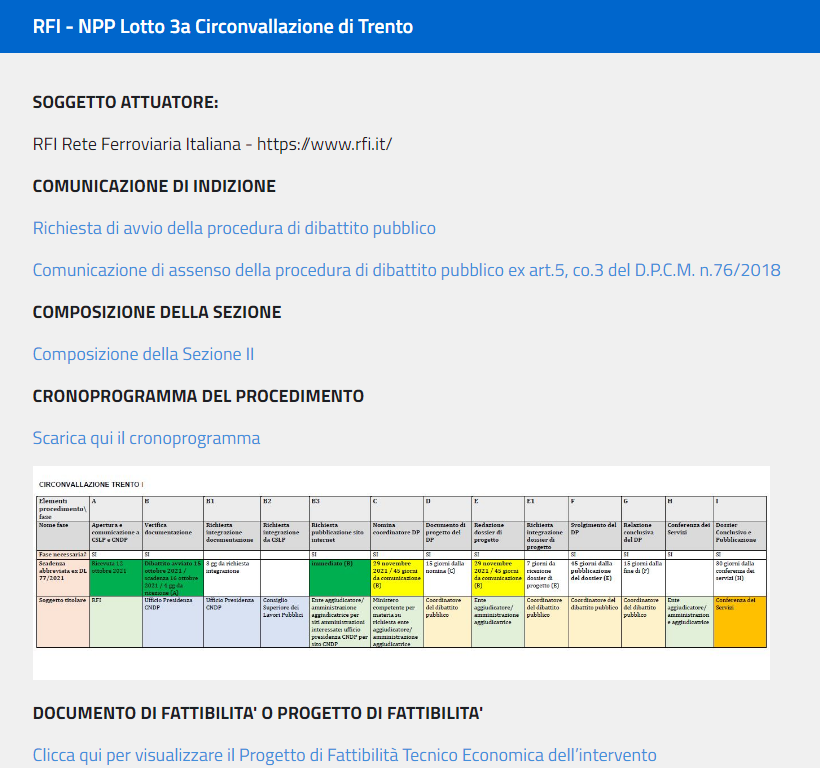 RFI - NPP Lotto 3a Circonvallazione di Trento
SOGGETTO ATTUATORE:
RFI Rete Ferroviaria Italiana - https://www.rfi.it/
COMUNICAZIONE DI INDIZIONE
Richiesta di avvio della procedura di dibattito pubblico
Comunicazione di assenso della procedura di dibattito pubblico ex art.5, co.3 del D.P.C.M. n.76/2018
COMPOSIZIONE DELLA SEZIONE
Composizione della Sezione II
CRONOPROGRAMMA DEL PROCEDIMENTO
Scarica qui il cronoprogramma
CIRCONVALLAZIONE TRENTO I
Elementi procedimento\ fase A B B1 B2 B3 C D E E1 F G H I
Nome fase Apertura e comunicazione a CSLP e CNDP Verifica documentazione Richiesta integrazione documentazione Richiesta integrazione da CSLP Richiesta pubblicazione sito internet Nomina coordinatore DP Documento di progetto del DP Redazione dossier di progetto Richiesta integrazione dossier di progetto Svolgimento del DP Relazione conclusiva del DP Conferenza dei Servizi Dossier Conclusivo e Pubblicazione
Fase necessaria? SI SI SI SI SI SI SI SI SI SI SI
Scadenza abbreviata ex DL 77/2021 Ricevuta 12 ottobre 2021 Dibattito avviato 15 ottobre 2021 / scadenza 16 ottobre 2021 / 4 gg da ricezione (A) 8 gg da richiesta integrazione immediato (B) 29 novembre 2021 / 45 giorni da comunicazione (B) 15 giorni dalla nomina (C) 29 novembre 2021 / 45 giorni da comunicazione (B) 7 giorni da ricezione dossier di progetto (E) 45 giorni dalla pubblicazione del dossier (E) 15 giorni dalla fine di (F) 30 giorni dalla conferenza dei servizi (H)
Soggetto titolare RFI Ufficio Presidenza CNDP Ufficio Presidenza CNDP Consiglio Superiore dei Lavori Pubblici Ente aggiudicatore/ amministrazione aggiudicatrice per siti amministrazioni interessate; ufficio presidenza CNDP per sito CNDP Ministero competente per materia su richiesta ente aggiudicatore/ amministrazione aggiudicatrice Coordinatore del dibattito pubblico Ente aggiudicatore/ amministrazione aggiudicatrice Coordinatore del dibattito pubblico Coordinatore del dibattito pubblico Coordinatore del dibattito pubblico Ente aggiudicatore/ amministrazione aggiudicatrice Conferenza dei Servizi
DOCUMENTO DI FATTIBILITA' O PROGETTO DI FATTIBILITA'
Clicca qui per visualizzare il Progetto di Fattibilità Tecnico Economica dell'intervento